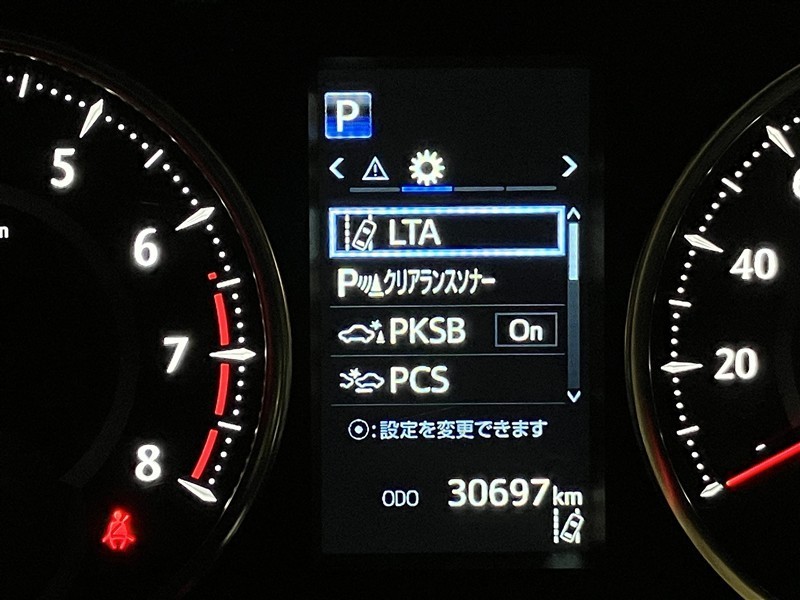 P
LTA
Pクリアランスソナー
PKSB On
PCS
⦿:設定を変更できます
ODO 30697km
5
6
7
8
40
20